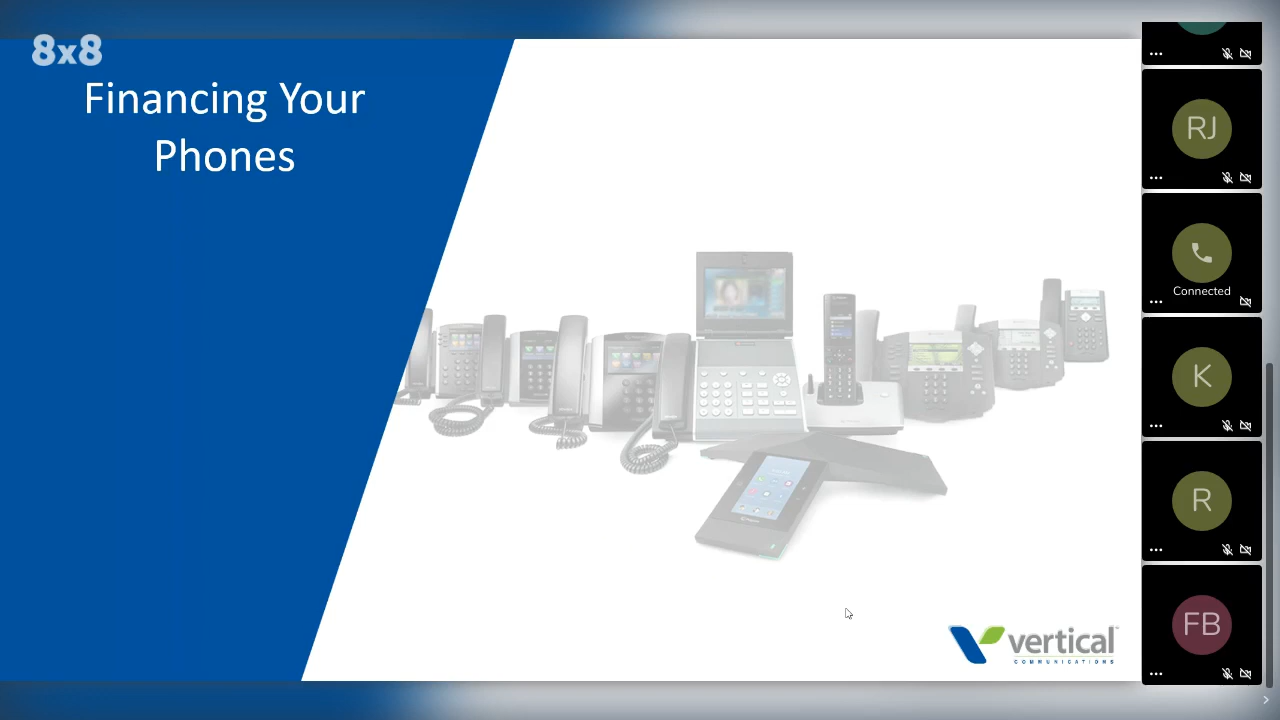 8x8
Financing Your
Phones
RJ
Connected
K
R
FB
vertical
COMMUNICATIONS